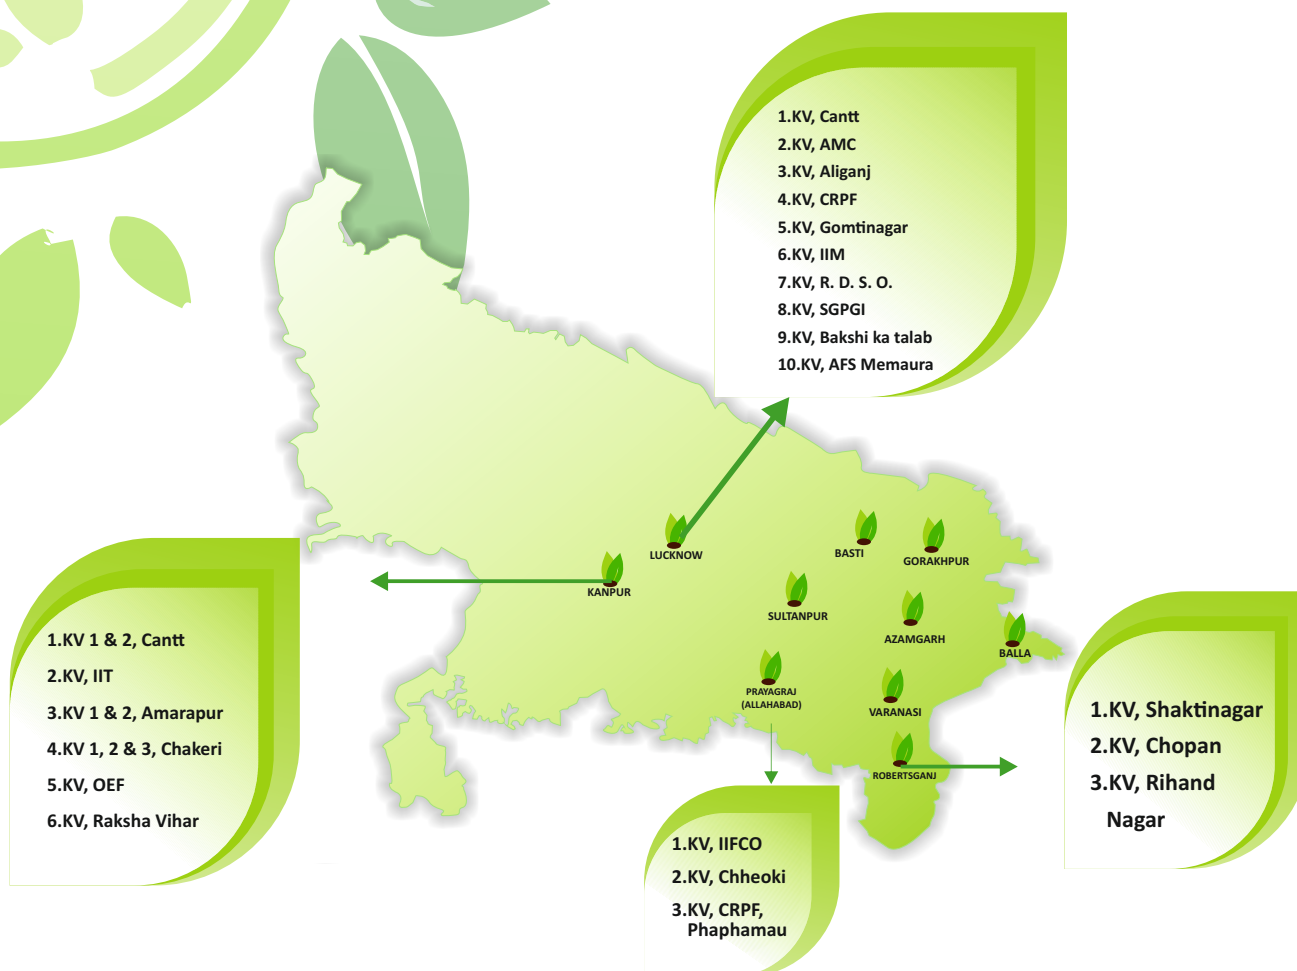 1.KV, Cantt
2.KV, AMC
3.KV, Aliganj
4.KV, CRPF
5.KV, Gomtinagar
6.KV, IIM
7.KV, R. D. S. O.
8.KV, SGPGI
9.KV, Bakshi ka talab
10.KV, AFS Memaura
LUCKNOW
BASTI
GORAKHPUR
KANPUR
SULTANPUR
AZAMGARH
BALLA
PRAYAGRAJ
(ALLAHABAD)
VARANASI
ROBERTSGANJ
1.KV 1 & 2, Cantt
2.KV, IIT
3.KV 1 & 2, Amarapur
4.KV 1, 2 & 3, Chakeri
5.KV, OEF
6.KV, Raksha Vihar
1.KV, Shaktinagar
2.KV, Chopan
3.KV, Rihand
Nagar
1.KV, IIFCO
2.KV, Chheoki
3.KV, CRPF,
Phaphamau